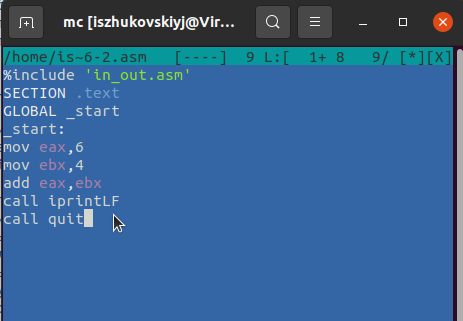 mc [iszhukovskiy@Vir...
/home/is~6-2.asm   [----]  9 L:[  1+ 8   9/ [*][X]
%include 'in_out.asm'
SECTION .text
GLOBAL _start
_start:
mov eax,6
mov ebx,4
add eax,ebx
call iprintLF
call quit